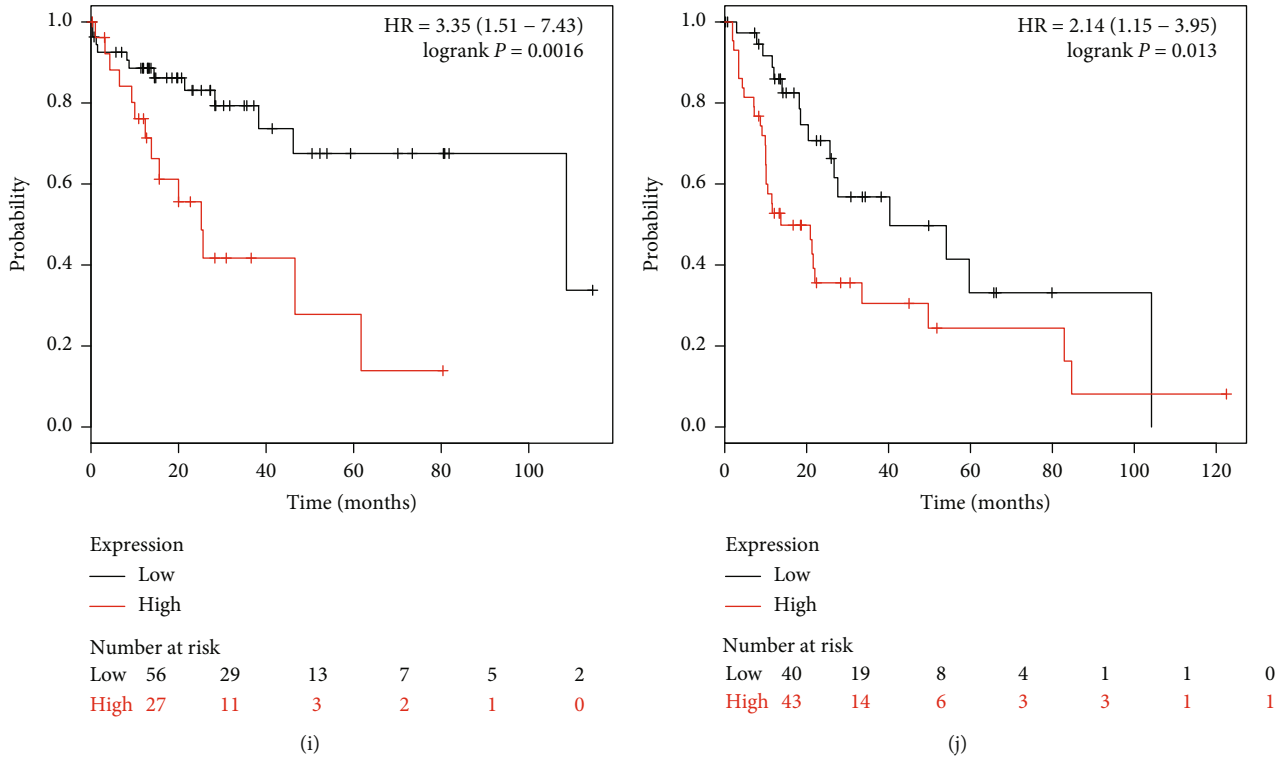 HR = 3.35 (1.51 – 7.43)
logrank P = 0.0016
1.0
0.8
0.6
0.4
0.2
0.0
Probability
0 20 40 60 80 100
Time (months)
Expression
Low
High
Number at risk
Low 56 29 13 7 5 2
High 27 11 3 2 1 0
(i)
HR = 2.14 (1.15 – 3.95)
logrank P = 0.013
1.0
0.8
0.6
0.4
0.2
0.0
Probability
0 20 40 60 80 100 120
Time (months)
Expression
Low
High
Number at risk
Low 40 19 8 4 1 1 0
High 43 14 6 3 3 1 1
(j)